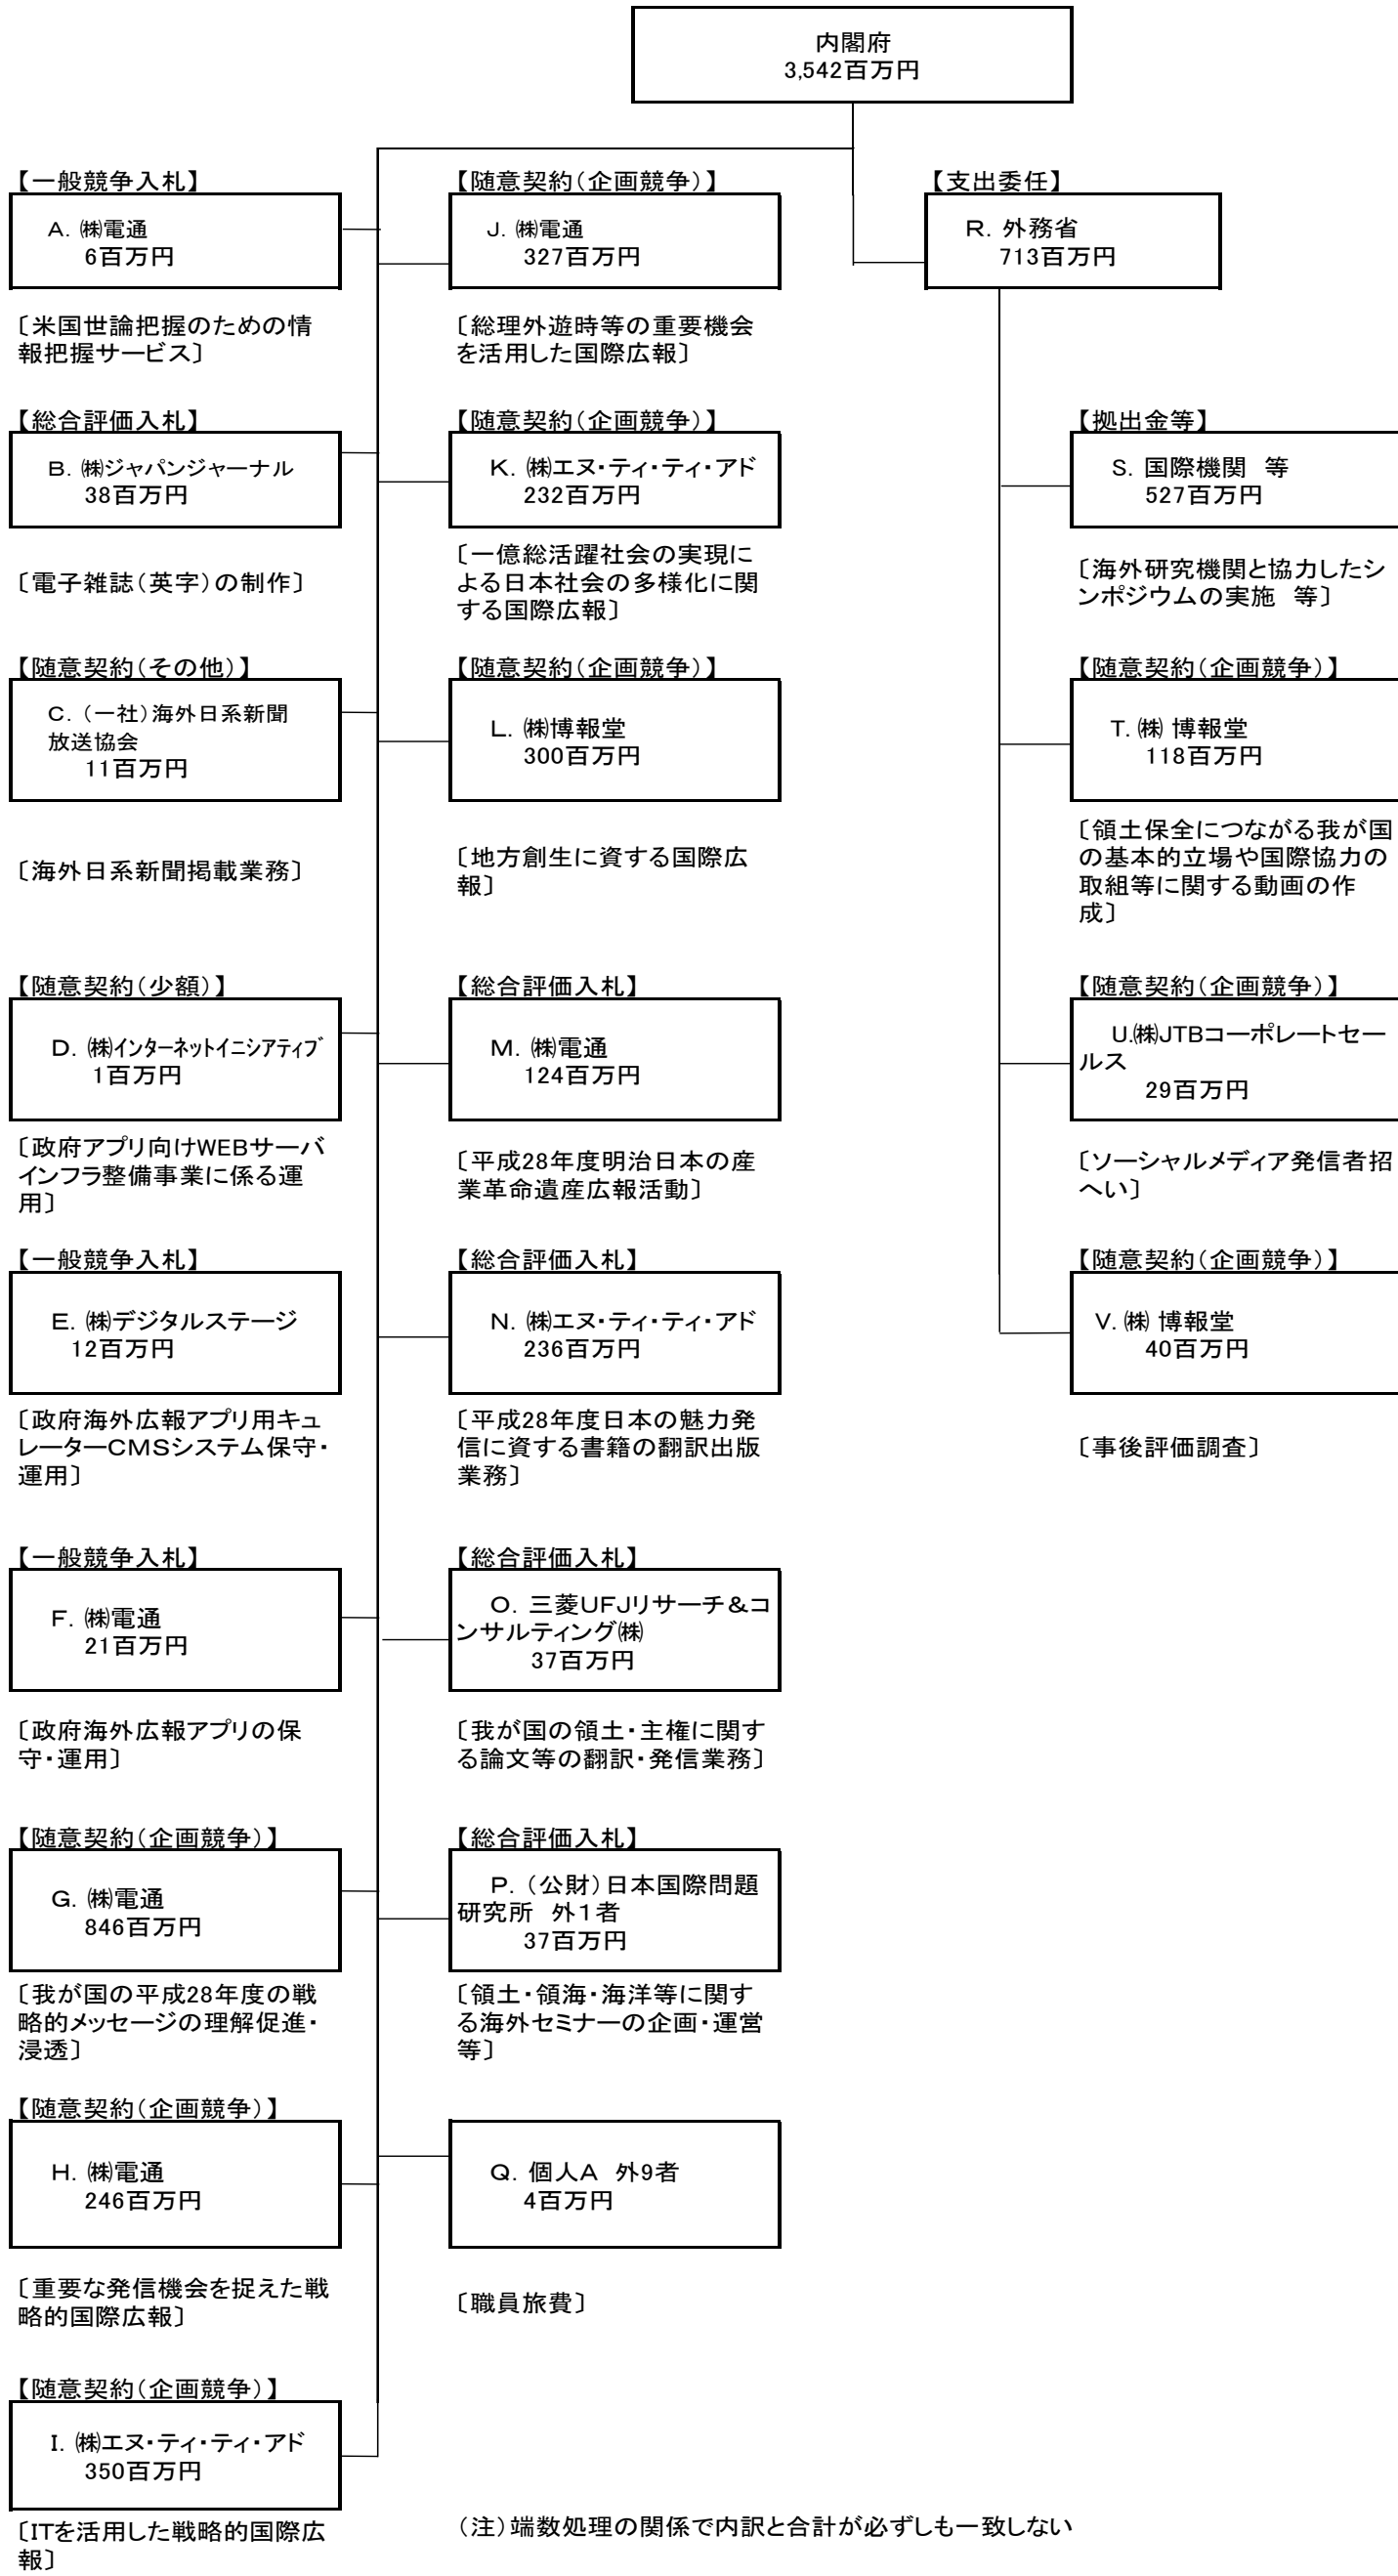 内閣府
3,542百万円
【一般競争入札】
A. ㈱電通
6百万円
〔米国世論把握のための情
報把握サービス〕
【総合評価入札】
B. ㈱ジャパンジャーナル
38百万円
〔電子雑誌(英字)の制作〕
【随意契約(その他)】
C. (一社)海外日系新聞
放送協会
11百万円
〔海外日系新聞掲載業務〕
【随意契約(少額)】
D. ㈱インターネットイニシアティブ
1百万円
〔政府アプリ向けWEBサーバ
インフラ整備事業に係る運
用〕
【一般競争入札】
E. ㈱デジタルステージ
12百万円
〔政府海外広報アプリ用キュ
レーターCMSシステム保守・
運用〕
【一般競争入札】
F. ㈱電通
21百万円
〔政府海外広報アプリの保
守・運用〕
【随意契約(企画競争)】
G. ㈱電通
846百万円
〔我が国の平成28年度の戦
略的メッセージの理解促進・
浸透〕
【随意契約(企画競争)】
H. ㈱電通
246百万円
〔重要な発信機会を捉えた戦
略的国際広報〕
【随意契約(企画競争)】
I. ㈱エヌ・ティ・ティ・アド
350百万円
〔ITを活用した戦略的国際広
報〕
【随意契約(企画競争)】
J. ㈱電通
327百万円
〔総理外遊時等の重要機会
を活用した国際広報〕
【随意契約(企画競争)】
K. ㈱エヌ・ティ・ティ・アド
232百万円
〔一億総活躍社会の実現に
よる日本社会の多様化に関
する国際広報〕
【随意契約(企画競争)】
L. ㈱博報堂
300百万円
〔地方創生に資する国際広
報〕
【総合評価入札】
M. ㈱電通
124百万円
〔平成28年度明治日本の産
業革命遺産広報活動〕
【総合評価入札】
N. ㈱エヌ・ティ・ティ・アド
236百万円
〔平成28年度日本の魅力発
信に資する書籍の翻訳出版
業務〕
【総合評価入札】
O. 三菱UFJリサーチ&コ
ンサルティング㈱
37百万円
〔我が国の領土・主権に関す
る論文等の翻訳・発信業務〕
【総合評価入札】
P. (公財)日本国際問題
研究所 外1者
37百万円
〔領土・領海・海洋等に関す
る海外セミナーの企画・運営
等〕
Q. 個人A 外9者
4百万円
〔職員旅費〕
【支出委任】
R. 外務省
713百万円
【拠出金等】
S. 国際機関 等
527百万円
〔海外研究機関と協力したシ
ンポジウムの実施 等〕
【随意契約(企画競争)】
T. ㈱ 博報堂
118百万円
〔領土保全につながる我が国
の基本的立場や国際協力の
取組等に関する動画の作
成〕
【随意契約(企画競争)】
U.㈱JTBコーポレートセー
ルス
29百万円
〔ソーシャルメディア発信者招
へい〕
【随意契約(企画競争)】
V. ㈱ 博報堂
40百万円
〔事後評価調査〕
(注)端数処理の関係で内訳と合計が必ずしも一致しない